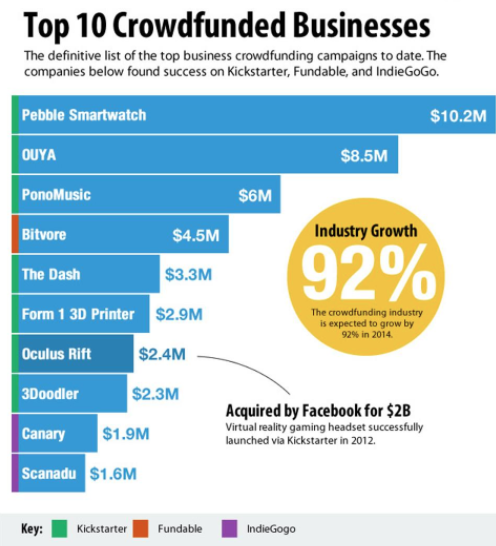 Top 10 Crowdfunded Businesses
The definitive list of the top business crowdfunding campaigns to date. The
companies below found success on Kickstarter, Fundable, and IndieGoGo.
Pebble Smartwatch $10.2M
OUYA $8.5M
PonoMusic $6M
Bitvore $4.5M
The Dash $3.3M
Form 1 3D Printer $2.9M
Oculus Rift $2.4M
3Doodler $2.3M
Canary $1.9M
Scanadu $1.6M
Industry Growth
92%
The crowdfunding industry
is expected to grow by
92% in 2014.
Acquired by Facebook for $2B
Virtual reality gaming headset successfully
launched via Kickstarter in 2012.
Key: Kickstarter Fundable IndieGogo